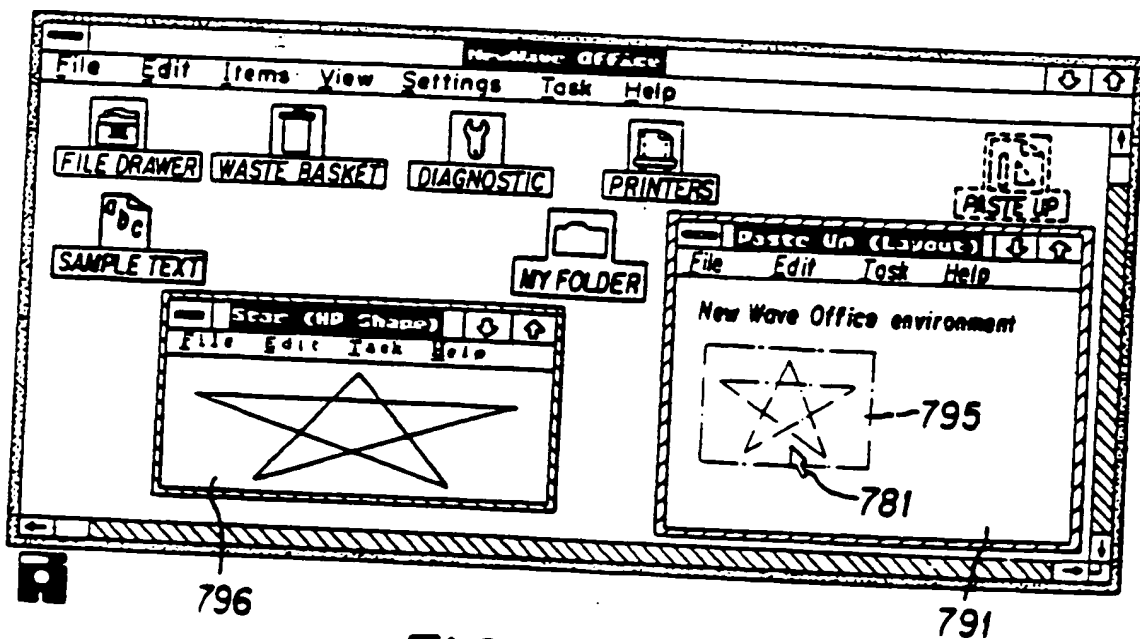 NewWave Office
File Edit Items View Settings Task Help
FILE DRAWER WASTE BASKET DIAGNOSTIC PRINTERS PASTE UP
abc
SAMPLE TEXT MY FOLDER
Paste Up (Layout)
File Edit Task Help
New Wave Office environment
Star (HP Shape)
File Edit Task Help
795
781
796
791